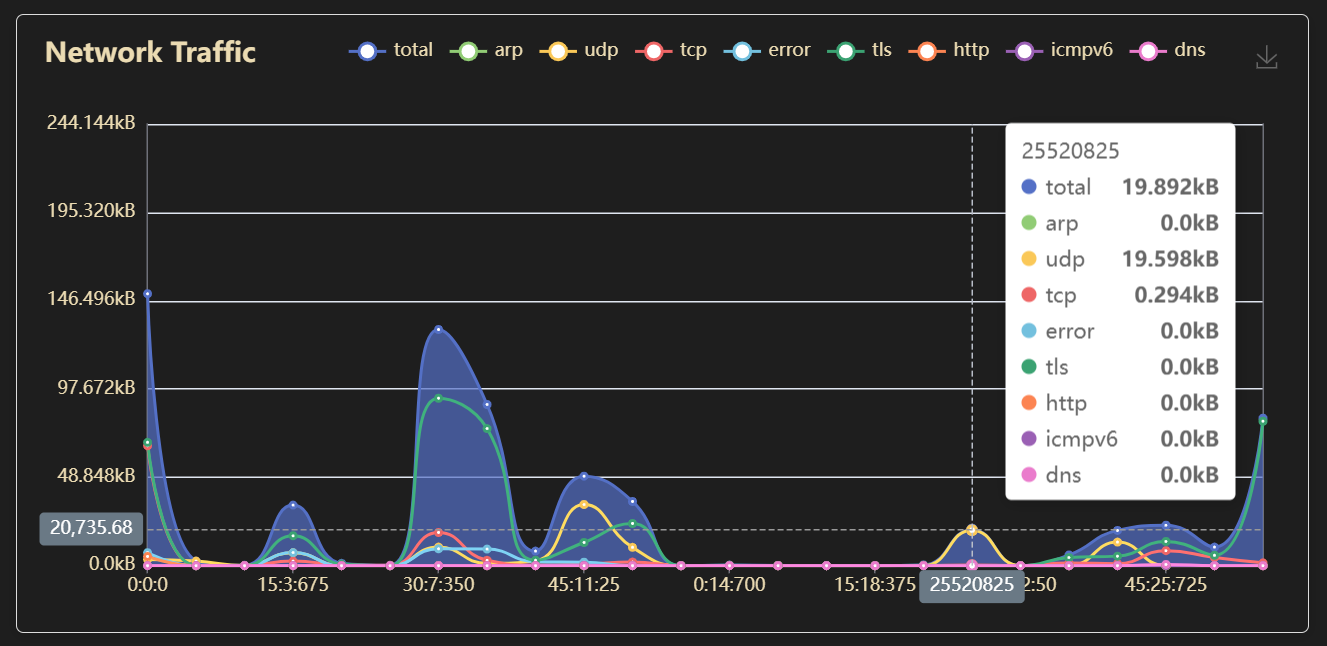 Network Traffic
total arp udp tcp error tls http icmpv6 dns
244.144kB
195.320kB
146.496kB
97.672kB
48.848kB
20,735.68
0.0kB
0:0:0 15:3:675 30:7:350 45:11:25 0:14:700 15:18:375 25520825 2:50 45:25:725
25520825
total 19.892kB
arp 0.0kB
udp 19.598kB
tcp 0.294kB
error 0.0kB
tls 0.0kB
http 0.0kB
icmpv6 0.0kB
dns 0.0kB